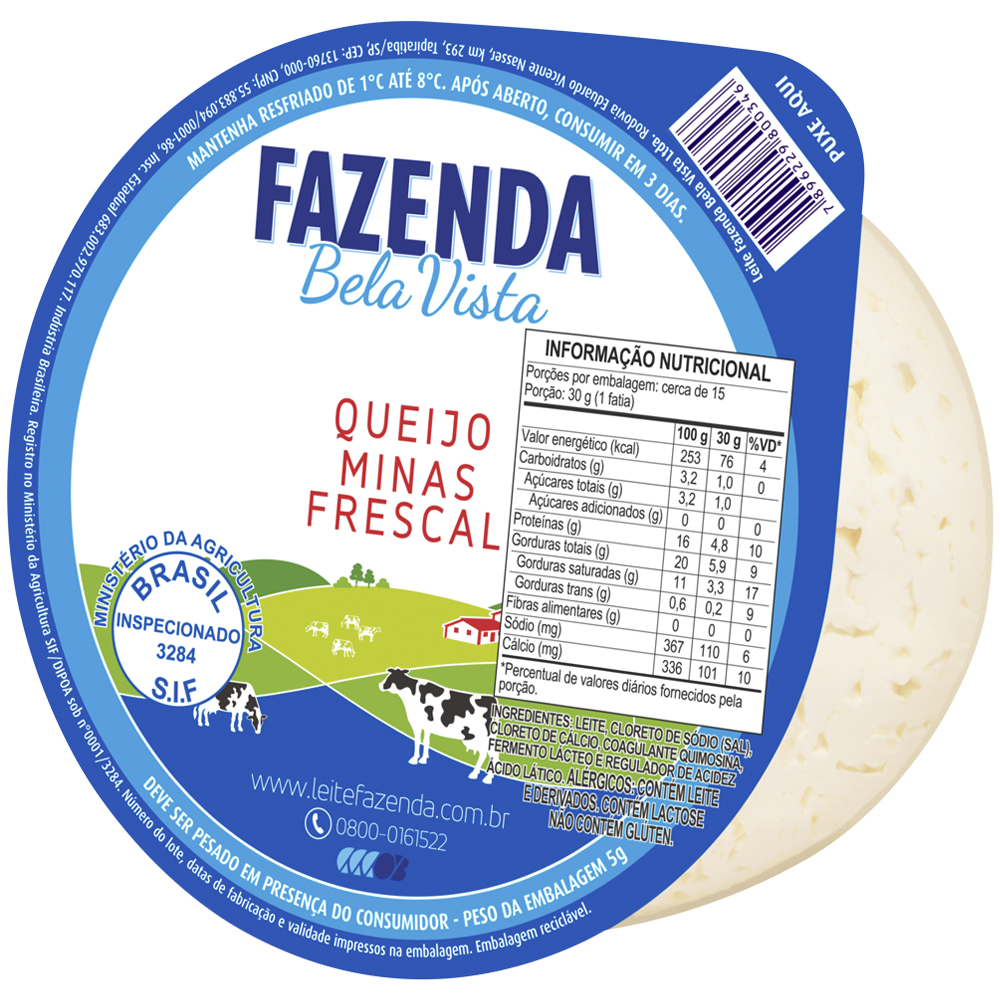 Leite Fazenda Bela Vista Ltda. Rodovia Eduardo Vicente Nasser, km 293, Tapiratiba/SP, CEP: 13760-000, CNPJ: 55.883.094/0001-86, Insc. Estadual 683.002.970.117. Indústria Brasileira. Registro no Ministério da Agricultura SIF/DIPOA sob nº0001/3284. Número do lote, datas de fabricação e validade impressos na embalagem. Embalagem reciclável.
MANTENHA RESFRIADO DE 1°C ATÉ 8°C. APÓS ABERTO, CONSUMIR EM 3 DIAS.
PUXE AQUI
7896229800346
FAZENDA
Bela Vista
QUEIJO
MINAS
FRESCAL
INFORMAÇÃO NUTRICIONAL
Porções por embalagem: cerca de 15
Porção: 30 g (1 fatia)
100 g 30 g %VD*
Valor energético (kcal) 253 76 4
Carboidratos (g) 3,2 1,0 0
Açúcares totais (g) 3,2 1,0
Açúcares adicionados (g) 0 0 0
Proteínas (g) 16 4,8 10
Gorduras totais (g) 20 5,9 9
Gorduras saturadas (g) 11 3,3 17
Gorduras trans (g) 0,6 0,2 9
Fibras alimentares (g) 0 0 0
Sódio (mg) 367 110 6
Cálcio (mg) 336 101 10
*Percentual de valores diários fornecidos pela
porção.
INGREDIENTES: LEITE, CLORETO DE SÓDIO (SAL),
CLORETO DE CÁLCIO, COAGULANTE QUIMOSINA,
FERMENTO LÁCTEO E REGULADOR DE ACIDEZ
ÁCIDO LÁTICO. ALÉRGICOS: CONTÉM LEITE
E DERIVADOS. CONTÉM LACTOSE
NÃO CONTÉM GLÚTEN.
MINISTÉRIO DA AGRICULTURA
BRASIL
INSPECIONADO
3284
S.I.F
www.leitefazenda.com.br
0800-0161522
DEVE SER PESADO EM PRESENÇA DO CONSUMIDOR - PESO DA EMBALAGEM 5g